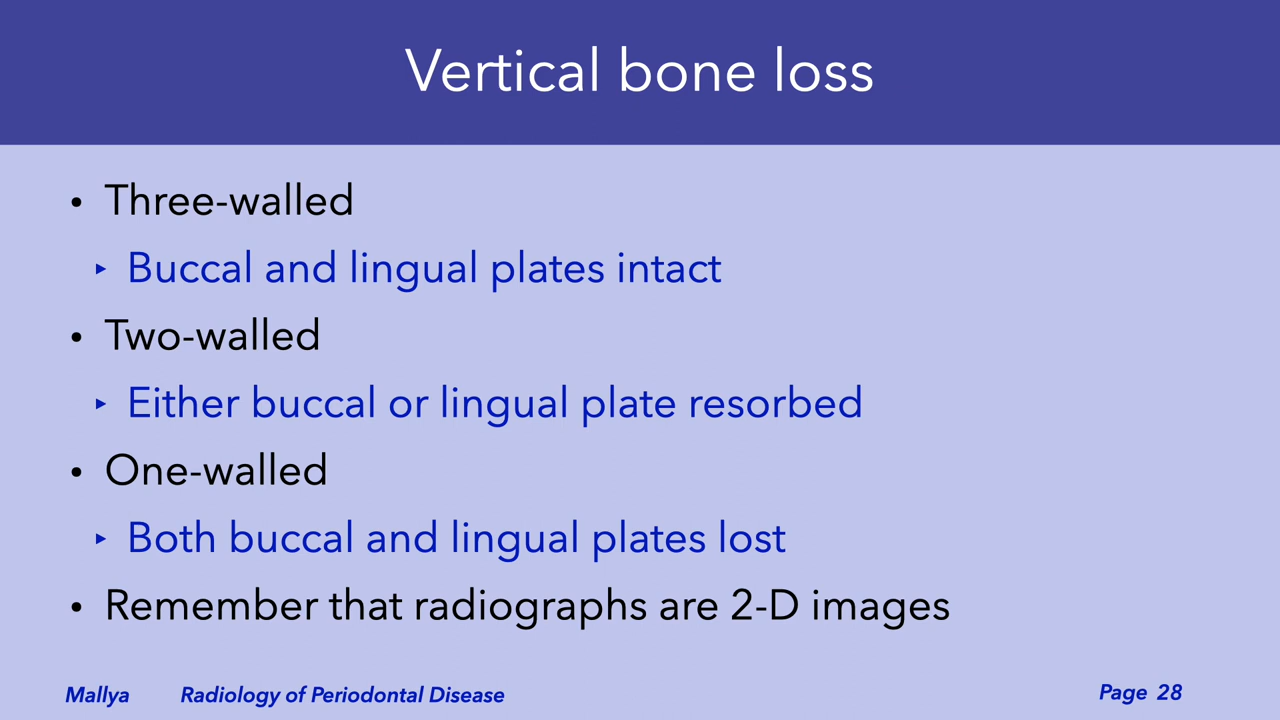 Vertical bone loss
• Three-walled
‣ Buccal and lingual plates intact
• Two-walled
‣ Either buccal or lingual plate resorbed
• One-walled
‣ Both buccal and lingual plates lost
• Remember that radiographs are 2-D images
Mallya Radiology of Periodontal Disease Page 28